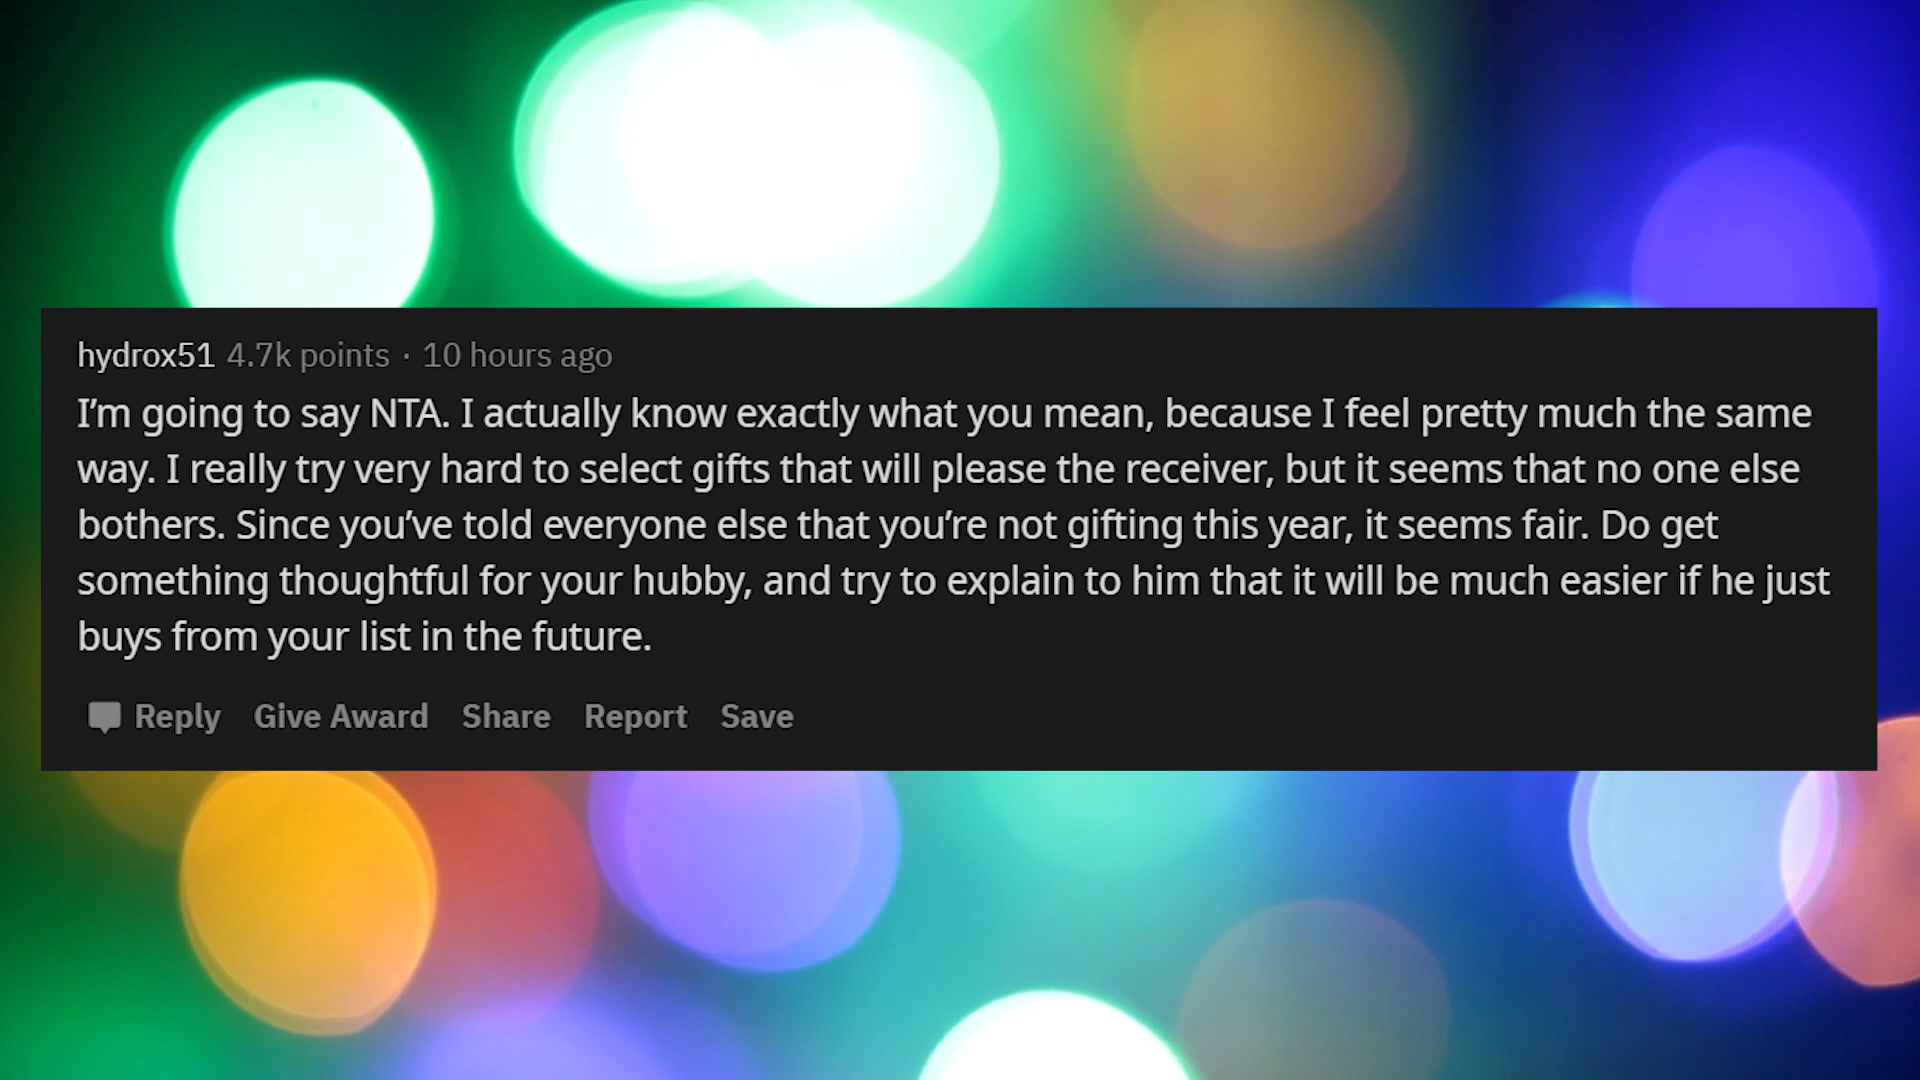 hydrox51 4.7k points · 10 hours ago
I’m going to say NTA. I actually know exactly what you mean, because I feel pretty much the same
way. I really try very hard to select gifts that will please the receiver, but it seems that no one else
bothers. Since you’ve told everyone else that you’re not gifting this year, it seems fair. Do get
something thoughtful for your hubby, and try to explain to him that it will be much easier if he just
buys from your list in the future.
Reply Give Award Share Report Save